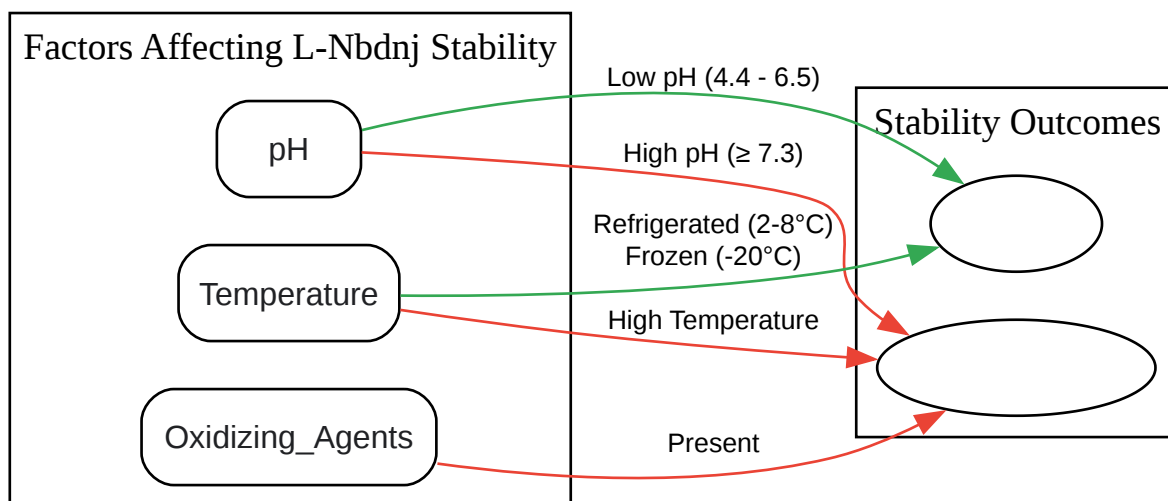 Factors Affecting L-Nbdnj Stability
pH
Temperature
Oxidizing_Agents
Low pH (4.4 - 6.5)
High pH (≥ 7.3)
Refrigerated (2-8°C)
Frozen (-20°C)
High Temperature
Present
Stability Outcomes